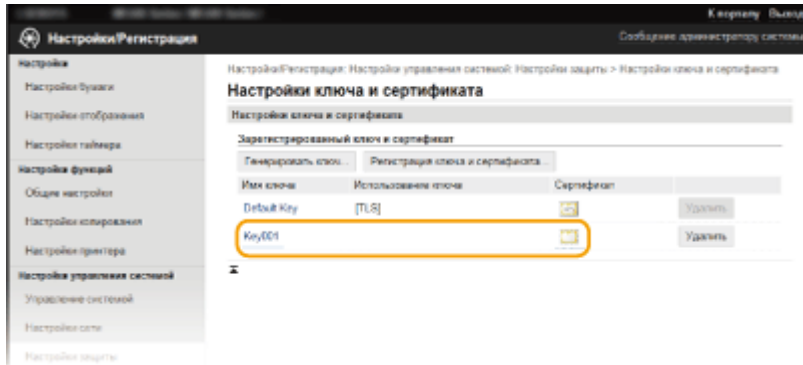 К порталу Выход
Настройки/Регистрация
Сообщение администратору системы
Настройка
Настройки/Регистрация: Настройки управления системой: Настройки защиты > Настройки ключа и сертификата
Настройки бумаги
Настройки ключа и сертификата
Настройки отображения
Настройки ключа и сертификата
Настройки таймера
Зарегистрированный ключ и сертификат
Генерировать ключ...
Регистрация ключа и сертификата...
Настройки функций
Имя ключа
Использование ключа
Сертификат
Общие настройки
Default Key
[TLS]
Удалить
Настройки копирования
Key001
Удалить
Настройки принтера
Настройки управления системой
Управление системой
Настройки сети
Настройки защиты